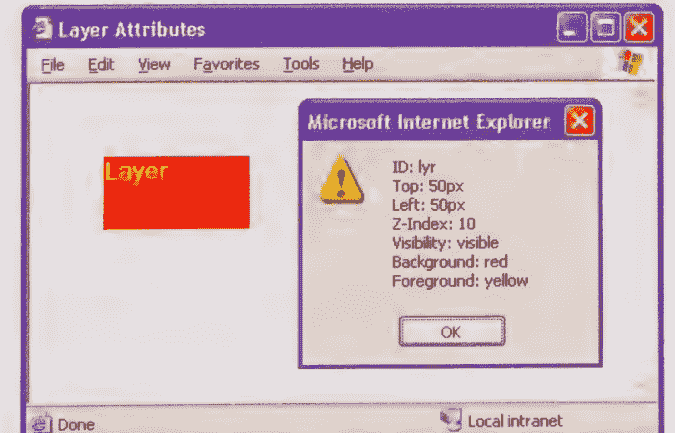 Layer Attributes
File Edit View Favorites Tools Help
Layer
Microsoft Internet Explorer
ID: lyr
Top: 50px
Left: 50px
Z-Index: 10
Visibility: visible
Background: red
Foreground: yellow
OK
Done
Local intranet